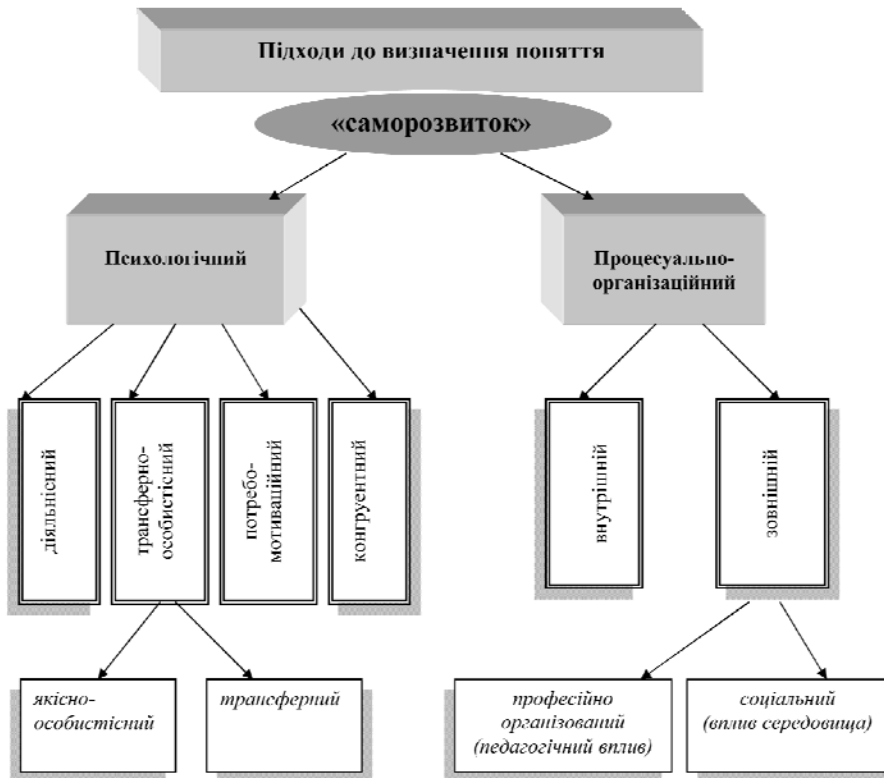 Підходи до визначення поняття
«саморозвиток»
Психологічний
Процесуально-
організаційний
діяльнісний
трансферно-
особистісний
потребо-
мотиваційний
конгруентний
внутрішній
зовнішній
якісно-
особистісний
трансферний
професійно
організований
(педагогічний вплив)
соціальний
(вплив середовища)